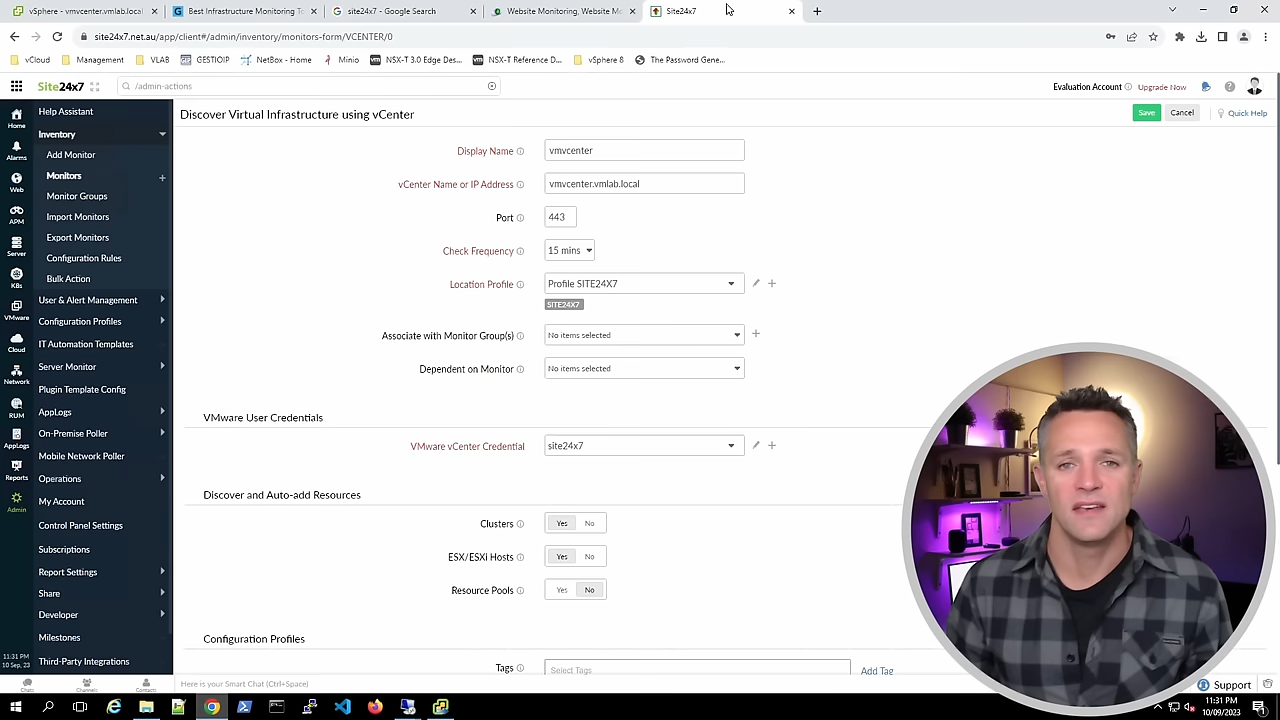 vSphere - vmvcenter.vmlab.local
Best Infrastructure Monitoring To
site24x7 - Google Search
Website Monitoring, Website Mo
Site24x7
site24x7.net.au/app/client#/admin/inventory/monitors-form/VCENTER/0
vCloud
Management
VLAB
GESTIOIP
NetBox - Home
Minio
NSX-T 3.0 Edge Des...
NSX-T Reference D...
vSphere 8
The Password Gene...
Site24x7
/admin-actions
Evaluation Account
Upgrade Now
Home
Alarms
Web
APM
Server
K8s
VMware
Cloud
Network
RUM
AppLogs
Reports
Admin
11:31 PM
10 Sep, 23
Help Assistant
Inventory
Add Monitor
Monitors
Monitor Groups
Import Monitors
Export Monitors
Configuration Rules
Bulk Action
User & Alert Management
Configuration Profiles
IT Automation Templates
Server Monitor
Plugin Template Config
AppLogs
On-Premise Poller
Mobile Network Poller
Operations
My Account
Control Panel Settings
Subscriptions
Report Settings
Share
Developer
Milestones
Third-Party Integrations
Discover Virtual Infrastructure using vCenter
Save
Cancel
Quick Help
Display Name
vmvcenter
vCenter Name or IP Address
vmvcenter.vmlab.local
Port
443
Check Frequency
15 mins
Location Profile
Profile SITE24X7
SITE24X7
Associate with Monitor Group(s)
No items selected
Dependent on Monitor
No items selected
VMware User Credentials
VMware vCenter Credential
site24x7
Discover and Auto-add Resources
Clusters
Yes No
ESX/ESXi Hosts
Yes No
Resource Pools
Yes No
Configuration Profiles
Tags
Select Tags
Add Tag
Chats
Channels
Contacts
Here is your Smart Chat (Ctrl+Space)
Support
11:31 PM
10/09/2023